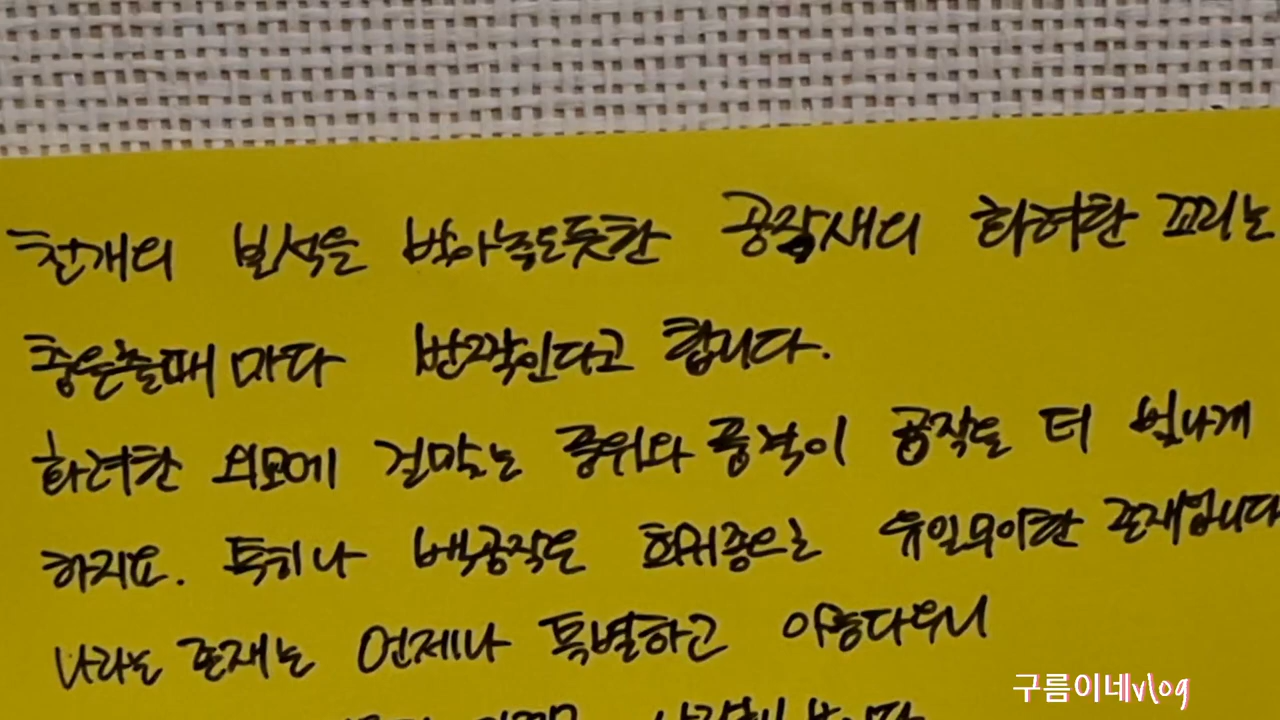 천개의 보석을 박아놓은듯한 공작새의 화려한 꼬리는
춤을출때 마다 반짝인다고 합니다.
화려한 외모에 걸맞는 품위와 품격이 공작을 더 빛나게
하지요. 특히나 백공작은 희귀종으로 유일무이한 존재입니다
나라는 존재는 언제나 특별하고 아름다우니
구름이네vlog